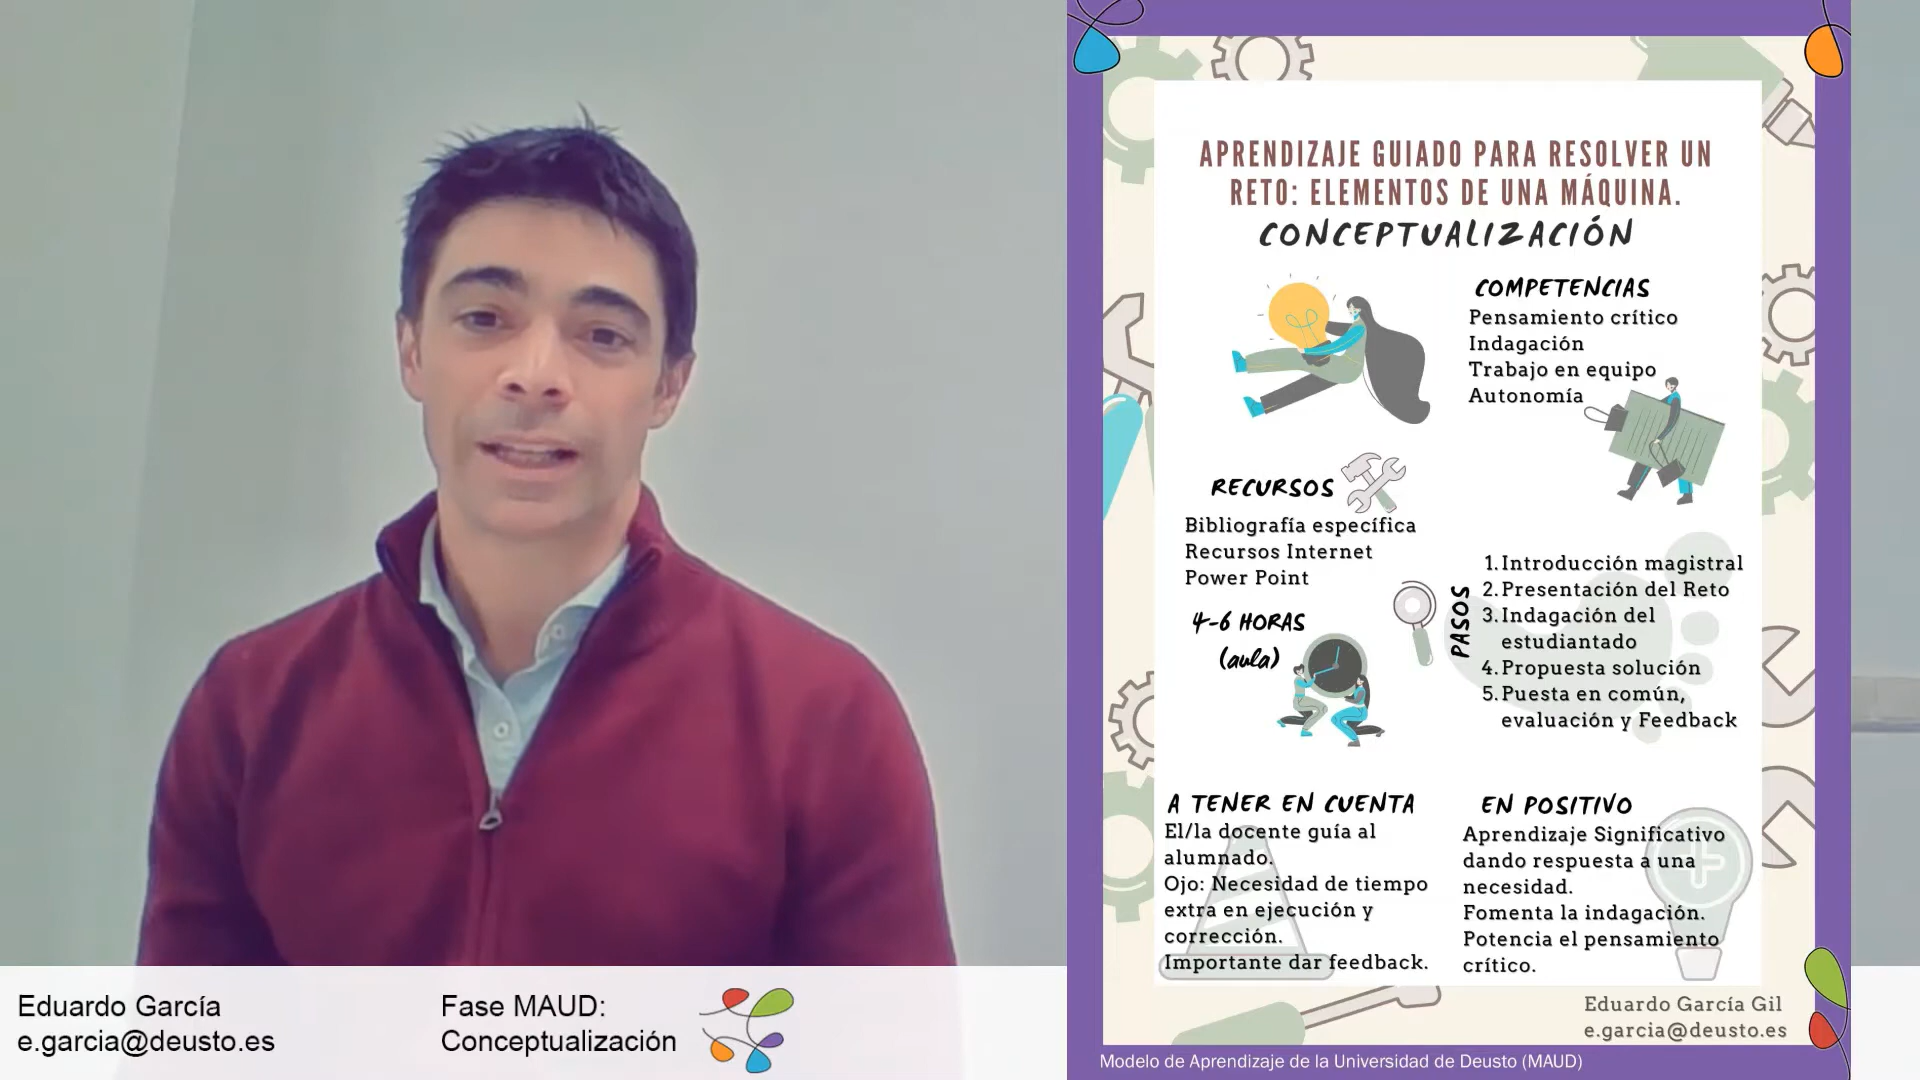 APRENDIZAJE GUIADO PARA RESOLVER UN
RETO: ELEMENTOS DE UNA MÁQUINA.
CONCEPTUALIZACIÓN
COMPETENCIAS
Pensamiento crítico
Indagación
Trabajo en equipo
Autonomía
RECURSOS
Bibliografía específica
Recursos Internet
Power Point
4-6 HORAS
(aula)
PASOS
1. Introducción magistral
2. Presentación del Reto
3. Indagación del
estudiantado
4. Propuesta solución
5. Puesta en común,
evaluación y Feedback
A TENER EN CUENTA
El/la docente guía al
alumnado.
Ojo: Necesidad de tiempo
extra en ejecución y
corrección.
Importante dar feedback.
EN POSITIVO
Aprendizaje Significativo
dando respuesta a una
necesidad.
Fomenta la indagación.
Potencia el pensamiento
crítico.
Eduardo García Gil
e.garcia@deusto.es
Modelo de Aprendizaje de la Universidad de Deusto (MAUD)
Eduardo García
e.garcia@deusto.es
Fase MAUD:
Conceptualización